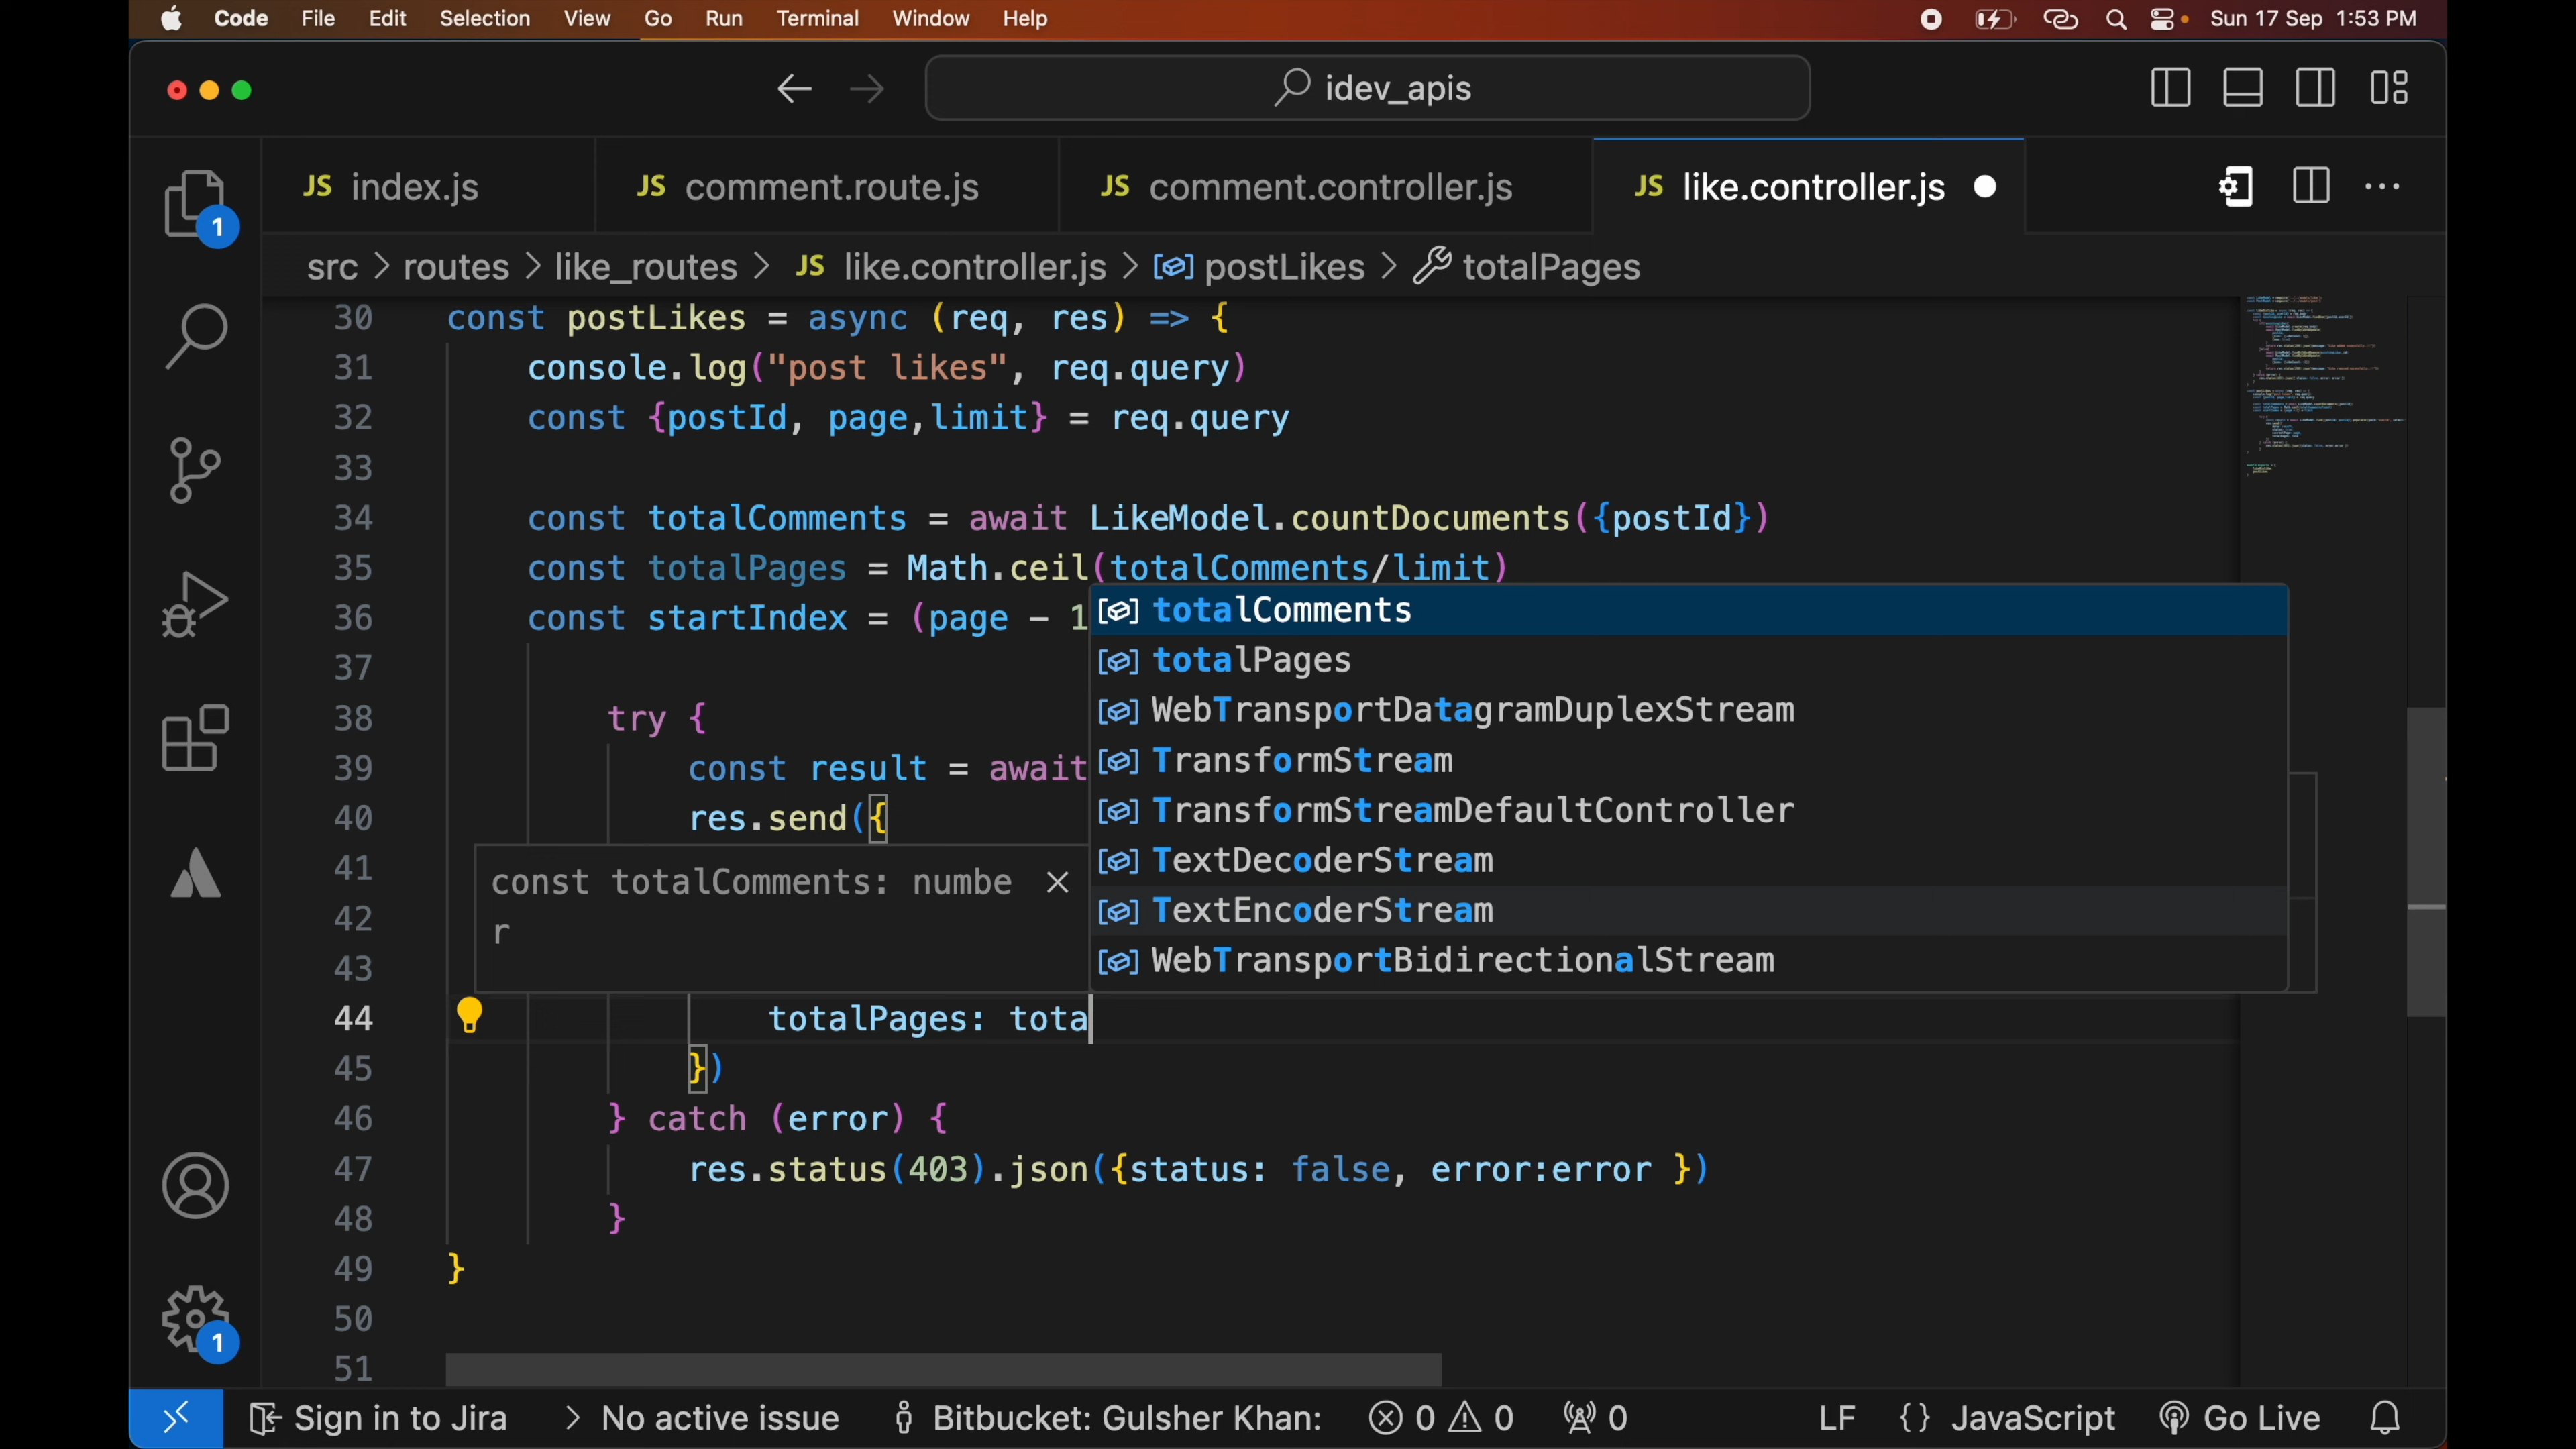 Code File Edit Selection View Go Run Terminal Window Help Sun 17 Sep 1:53 PM
idev_apis
JS index.js JS comment.route.js JS comment.controller.js JS like.controller.js
src > routes > like_routes > JS like.controller.js > postLikes > totalPages
30 const postLikes = async (req, res) => {
31 console.log("post likes", req.query)
32 const {postId, page,limit} = req.query
33
34 const totalComments = await LikeModel.countDocuments({postId})
35 const totalPages = Math.ceil(totalComments/limit)
36 const startIndex = (page - 1
totalComments
totalPages
37
WebTransportDatagramDuplexStream
38 try {
TransformStream
39 const result = await
TransformStreamDefaultController
40 res.send({
TextDecoderStream
41
const totalComments: numbe
r
TextEncoderStream
42
WebTransportBidirectionalStream
43
44 totalPages: tota
45 })
46 } catch (error) {
47 res.status(403).json({status: false, error:error })
48 }
49 }
50
51
1
1
Sign in to Jira > No active issue Bitbucket: Gulsher Khan: 0 0 0 LF {} JavaScript Go Live